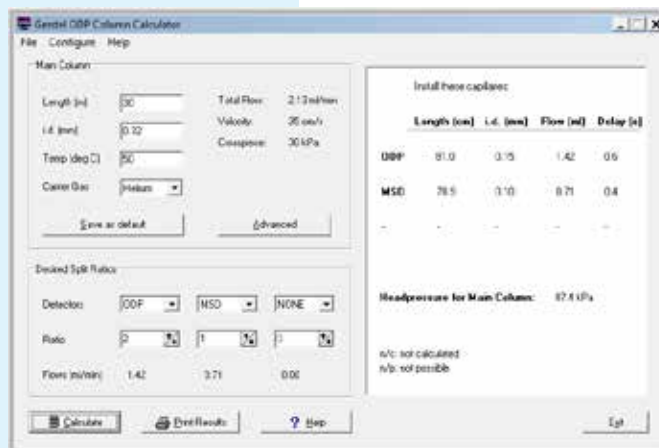 Gerstel ODP Column Calculator
File Configure Help
Main Column
Length (m) 30
i.d. (mm) 0.32
Temp (deg C) 50
Carrier Gas Helium
Total Flow: 2.13 ml/min
Velocity: 35 cm/s
30 kPa
Save as default
Advanced
Desired Split Ratios
Detectors ODP MSD NONE
Ratio 2 1
Flows (ml/min) 1.42 0.71 0.00
Calculate
Print Results
? Help
Install these capillaries:
Length (cm) i.d. (mm) Flow (ml) Delay (s)
ODP 81.0 0.15 1.42 0.6
MSD 78.5 0.10 0.71 0.4
- - - - -
Headpressure for Main Column: 87.6 kPa
n/c: not calculated
n/p: not possible
Exit